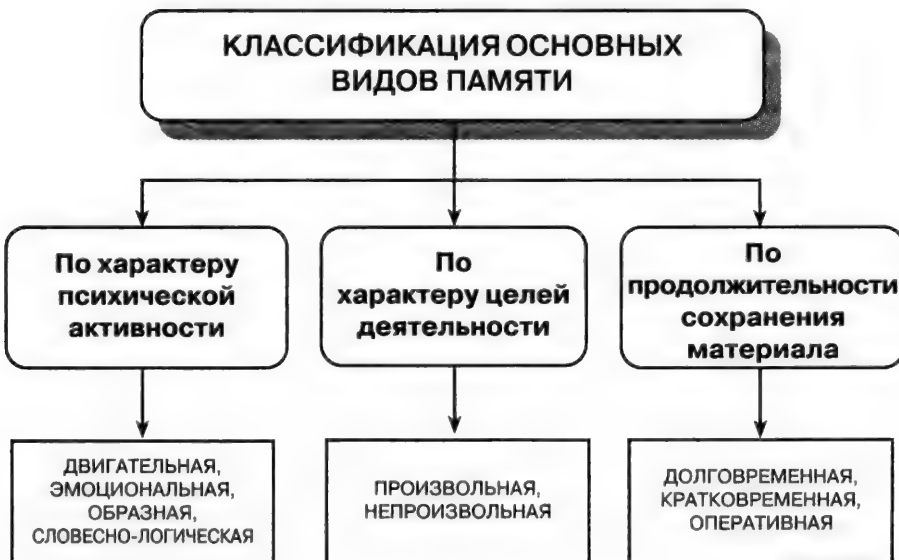 КЛАССИФИКАЦИЯ ОСНОВНЫХ
ВИДОВ ПАМЯТИ
По характеру
психической
активности
По
характеру целей
деятельности
По
продолжительности
сохранения
материала
ДВИГАТЕЛЬНАЯ,
ЭМОЦИОНАЛЬНАЯ,
ОБРАЗНАЯ,
СЛОВЕСНО-ЛОГИЧЕСКАЯ
ПРОИЗВОЛЬНАЯ,
НЕПРОИЗВОЛЬНАЯ
ДОЛГОВРЕМЕННАЯ,
КРАТКОВРЕМЕННАЯ,
ОПЕРАТИВНАЯ